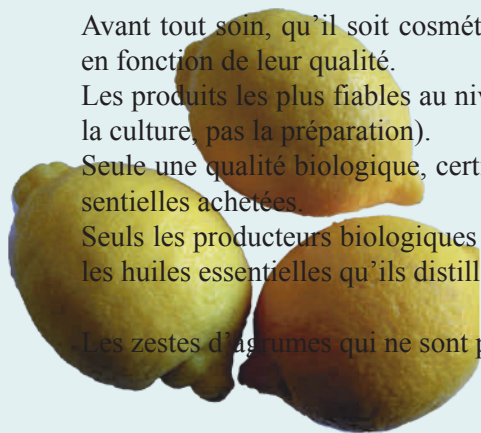 Avant tout soin, qu’il soit cosmét
en fonction de leur qualité.
Les produits les plus fiables au niv
la culture, pas la préparation).
Seule une qualité biologique, cert
sentielles achetées.
Seuls les producteurs biologiques
les huiles essentielles qu’ils distill
Les zestes d’agrumes qui ne sont p